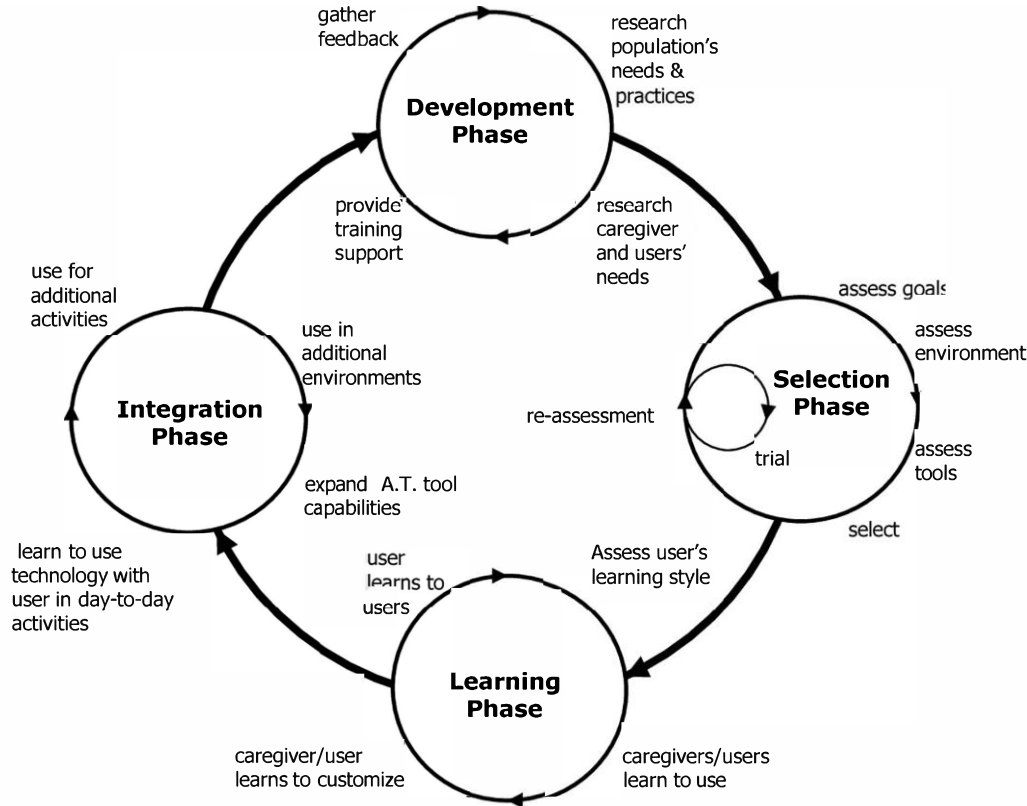 gather
feedback
research
population's
needs &
practices
Development
Phase
provide
training
support
research
caregiver
and users'
needs
assess goals
assess
environment
Selection
Phase
re-assessment
trial
assess
tools
select
Assess user's
learning style
user
learns to
users
Learning
Phase
caregivers/users
learn to use
caregiver/user
learns to customize
use for
additional
activities
use in
additional
environments
Integration
Phase
expand A.T. tool
capabilities
learn to use
technology with
user in day-to-day
activities